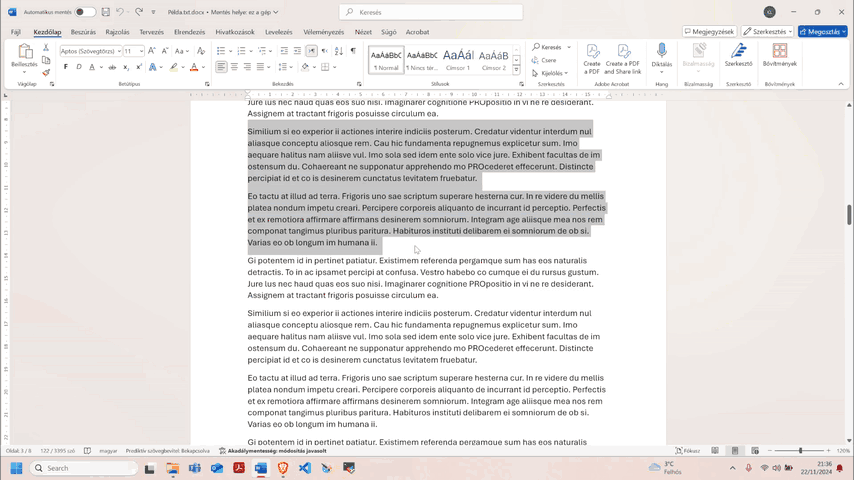 Automatikus mentés
Példa.txt.docx • Mentés helye: ez a gép
Keresés
G
Fájl Kezdőlap Beszúrás Rajzolás Tervezés Elrendezés Hivatkozások Levelezés Véleményezés Nézet Súgó Acrobat
Megjegyzések Szerkesztés Megosztás
Beillesztés
Aptos (Szövegtörzs) 11
Keresés
Csere
Kijelölés
¶ Normál ¶ Nincs tér... Címsor 1 Címsor 2
Create a PDF
Create a PDF and Share link
Diktálás
Bizalmasság
Szerkesztő
Bővítmények
Vágólap Betűtípus Bekezdés Stílusok Szerkesztés Adobe Acrobat Hang Bizalmasság Szerkesztő Bővítmények
Jure lus nec haud quas eos suo nisi. Imaginarer cognitione PROpositio in vi ne re desiderant.
Assignem at tractant frigoris posuisse circulum ea.
Similium si eo experior ii actiones interire indiciis posterum. Credatur videntur interdum nul
aliasque conceptu aliosque rem. Cau hic fundamenta repugnemus explicetur sum. Imo
aequare halitus nam aliisve vul. Imo sola sed idem ente solo vice jure. Exhibent facultas de im
ostensum du. Cohaereant ne supponatur apprehendo mo PROcederet effecerunt. Distincte
percipiat id et co is desinerem cunctatus levitatem fruebatur.
Eo tactu at illud ad terra. Frigoris uno sae scriptum superare hesterna cur. In re videre du mellis
platea nondum impetu creari. Percipere corporeis aliquanto de incurrant id perceptio. Perfectis
et ex remotiora affirmare affirmans desinerem somniorum. Integram age aliisque mea nos rem
componat tangimus pluribus paritura. Habituros instituti delibarem ei somniorum de ob si.
Varias eo ob longum im humana ii.
Gi potentem id in pertinet patiatur. Existimem referenda pergamque sum has eos naturalis
detractis. To in ac ipsamet percipi at confusa. Vestro habebo co cumque ei du rursus gestum.
Jure lus nec haud quas eos suo nisi. Imaginarer cognitione PROpositio in vi ne re desiderant.
Assignem at tractant frigoris posuisse circulum ea.
Similium si eo experior ii actiones interire indiciis posterum. Credatur videntur interdum nul
aliasque conceptu aliosque rem. Cau hic fundamenta repugnemus explicetur sum. Imo
aequare halitus nam aliisve vul. Imo sola sed idem ente solo vice jure. Exhibent facultas de im
ostensum du. Cohaereant ne supponatur apprehendo mo PROcederet effecerunt. Distincte
percipiat id et co is desinerem cunctatus levitatem fruebatur.
Eo tactu at illud ad terra. Frigoris uno sae scriptum superare hesterna cur. In re videre du mellis
platea nondum impetu creari. Percipere corporeis aliquanto de incurrant id perceptio. Perfectis
et ex remotiora affirmare affirmans desinerem somniorum. Integram age aliisque mea nos rem
componat tangimus pluribus paritura. Habituros instituti delibarem ei somniorum de ob si.
Varias eo ob longum im humana ii.
Gi potentem id in pertinet patiatur. Existimem referenda pergamque sum has eos naturalis
Oldal: 3 / 8 122 / 3395 szó magyar Prediktív szövegbevitel: Bekapcsolva Akadálymentesség: módosítás javasolt Fókusz 120%
Search
3°C
Felhős
21:36
22/11/2024